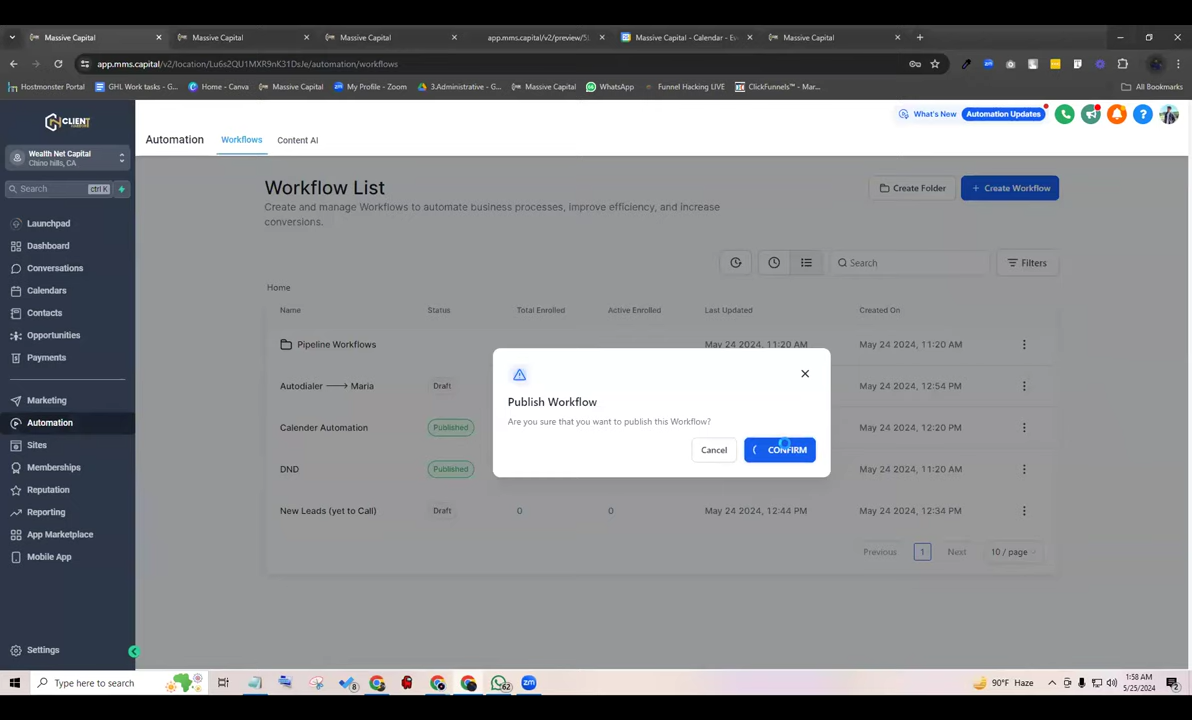 Massive Capital
Massive Capital
Massive Capital
app.mms.capital/v2/preview/5L
Massive Capital - Calendar - Ev
Massive Capital
app.mms.capital/v2/location/Lu6s2QU1MXR9nK31DsJe/automation/workflows
Hostmonster Portal
GHL Work tasks - G...
Home - Canva
Massive Capital
My Profile - Zoom
3.Administrative - G...
Massive Capital
WhatsApp
Funnel Hacking LIVE
ClickFunnels™ - Mar...
All Bookmarks
CLIENT
What's New
Automation Updates
Automation
Workflows
Content AI
Wealth Net Capital
Chino hills, CA
Search
ctrl K
Launchpad
Dashboard
Conversations
Calendars
Contacts
Opportunities
Payments
Marketing
Automation
Sites
Memberships
Reputation
Reporting
App Marketplace
Mobile App
Settings
Workflow List
Create and manage Workflows to automate business processes, improve efficiency, and increase
conversions.
Create Folder
+ Create Workflow
Search
Filters
Home
Name Status Total Enrolled Active Enrolled Last Updated Created On
Pipeline Workflows May 24 2024, 11:20 AM May 24 2024, 11:20 AM
Autodialer ---> Maria Draft May 24 2024, 12:54 PM
Calender Automation Published May 24 2024, 12:20 PM
DND Published May 24 2024, 11:20 AM
New Leads (yet to Call) Draft 0 0 May 24 2024, 12:44 PM May 24 2024, 12:34 PM
Previous 1 Next 10 / page
Publish Workflow
Are you sure that you want to publish this Workflow?
Cancel
CONFIRM
Type here to search
8
62
zm
90°F Haze
1:58 AM
5/25/2024
2